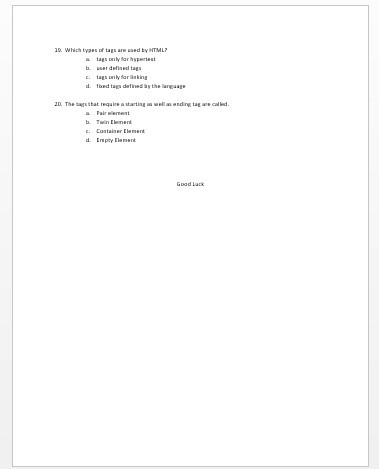 19. Which types of tags are used by HTML?
a. tags only for hypertext
b. user defined tags
c. tags only for linking
d. fixed tags defined by the language
20. The tags that require a starting as well as ending tag are called.
a. Pair element
b. Twin Element
c. Container Element
d. Empty Element
Good Luck